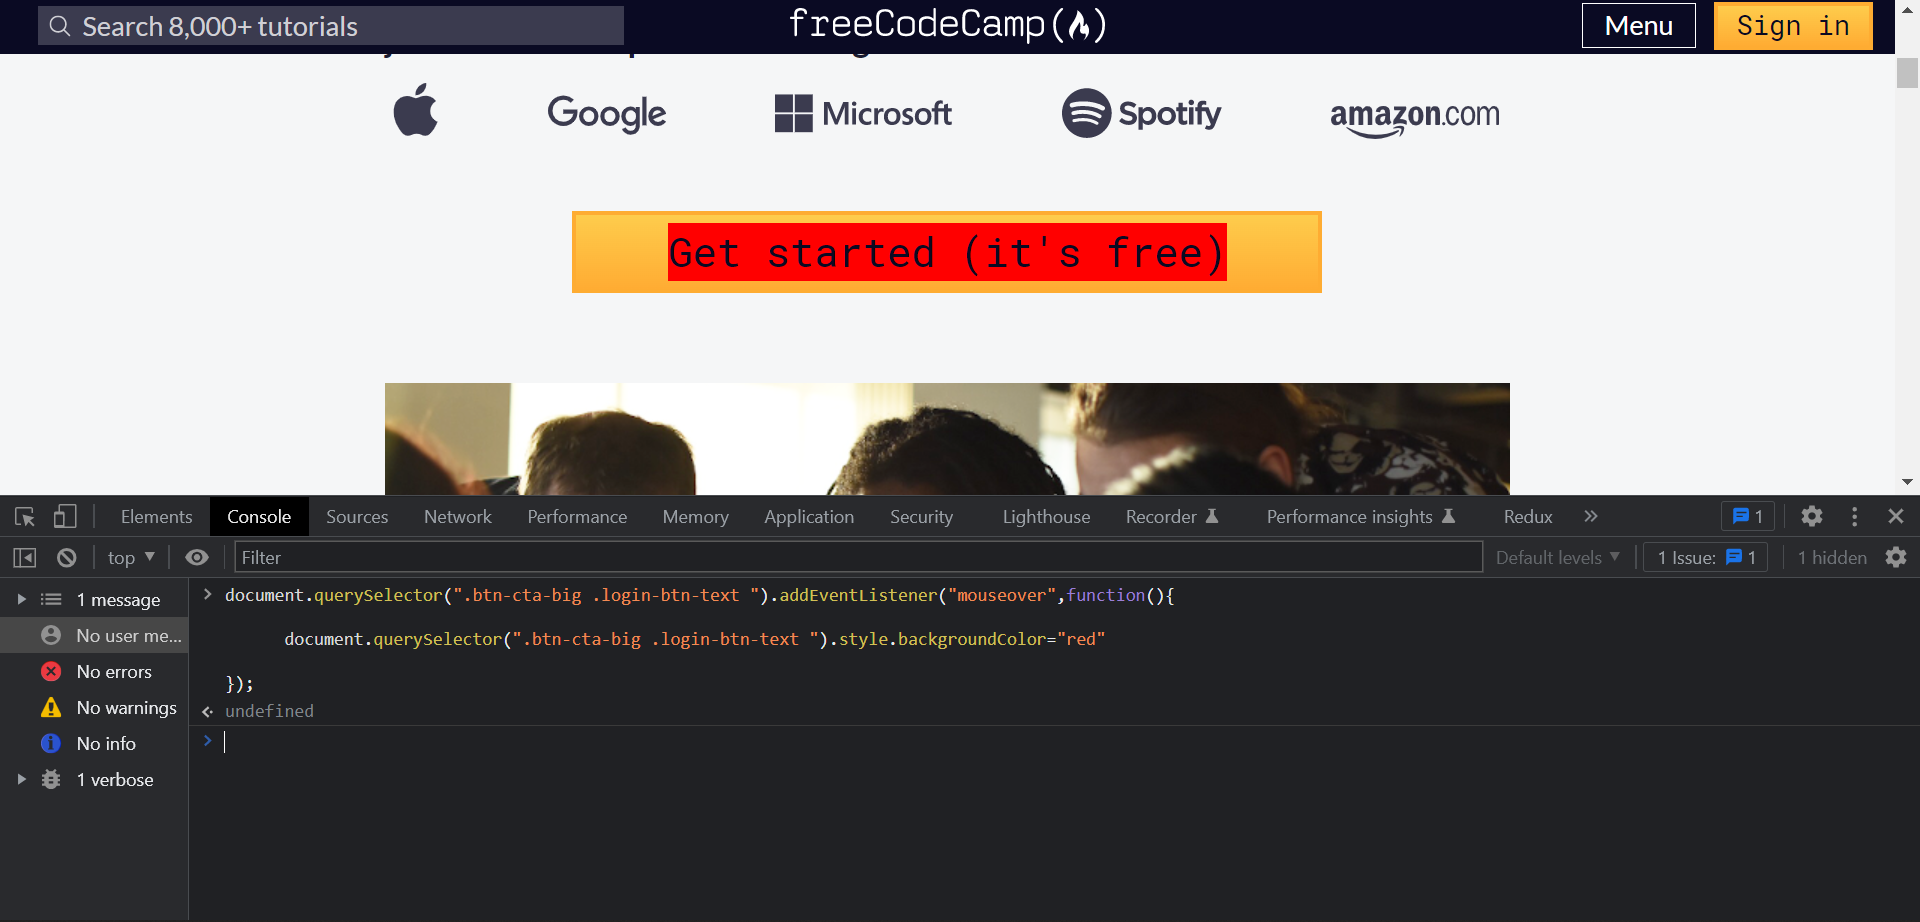 Search 8,000+ tutorials
freeCodeCamp(🔥)
Menu
Sign in
Google
Microsoft
Spotify
amazon.com
Get started (it's free)
Elements
Console
Sources
Network
Performance
Memory
Application
Security
Lighthouse
Recorder
Performance insights
Redux
1
top
Filter
Default levels
1 Issue: 1
1 hidden
1 message
No user me...
No errors
No warnings
No info
1 verbose
document.querySelector(".btn-cta-big .login-btn-text ").addEventListener("mouseover",function(){
document.querySelector(".btn-cta-big .login-btn-text ").style.backgroundColor="red"
});
undefined